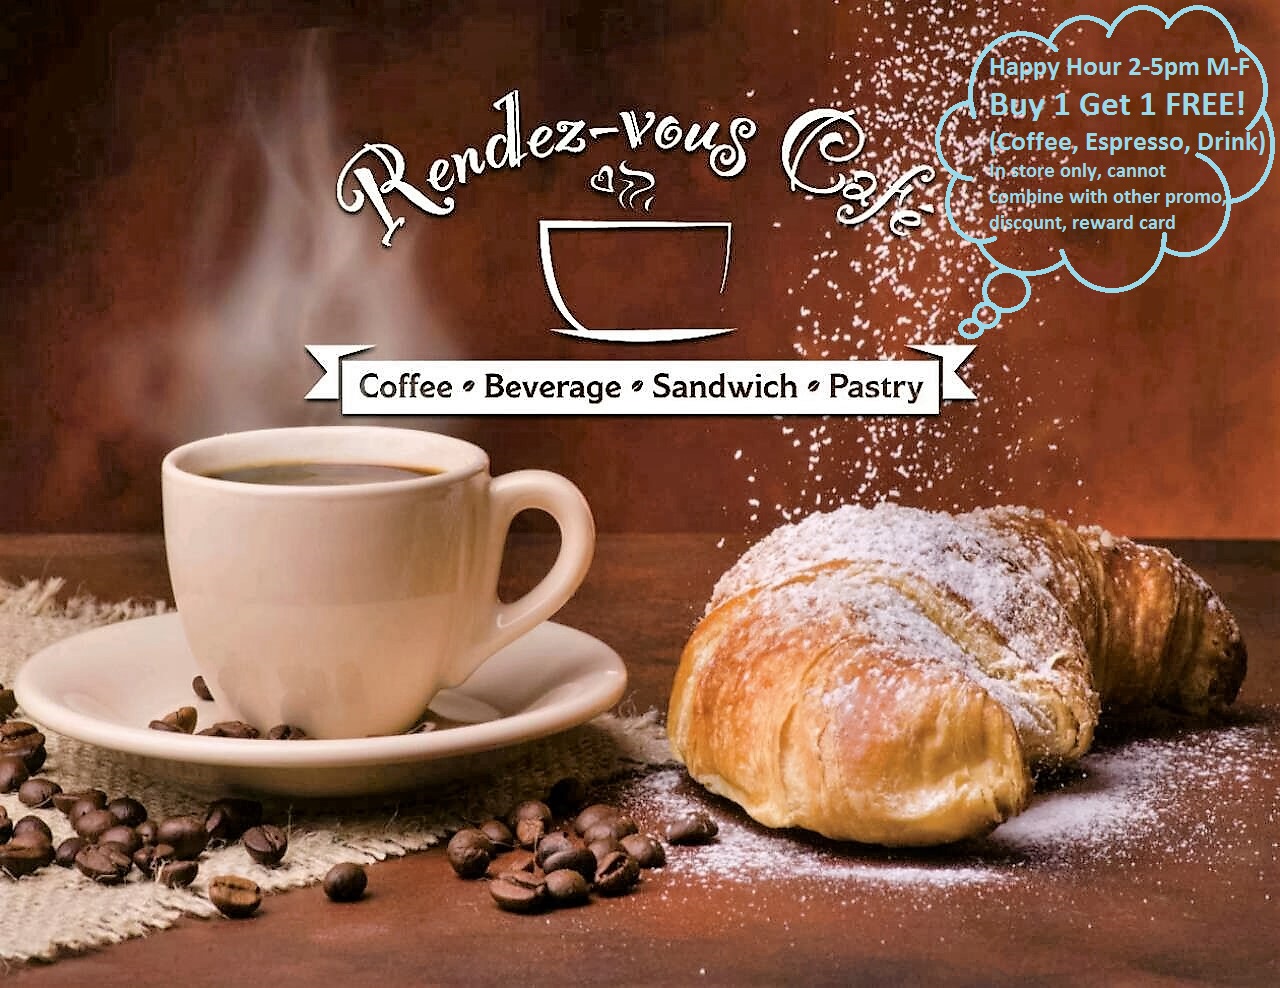 Rendez-vous Café
Coffee • Beverage • Sandwich • Pastry
Happy Hour 2-5pm M-F
Buy 1 Get 1 FREE!
(Coffee, Espresso, Drink)
In store only, cannot
combine with other promo,
discount, reward card